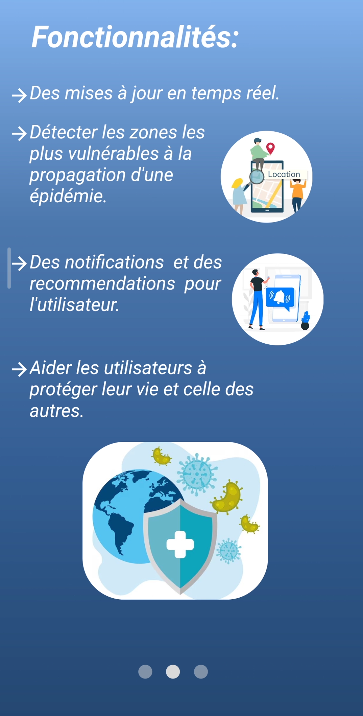 Fonctionnalités:
→ Des mises à jour en temps réel.
→ Détecter les zones les
plus vulnérables à la
propagation d'une
épidémie.
Location
→ Des notifications et des
recommendations pour
l'utilisateur.
→ Aider les utilisateurs à
protéger leur vie et celle des
autres.